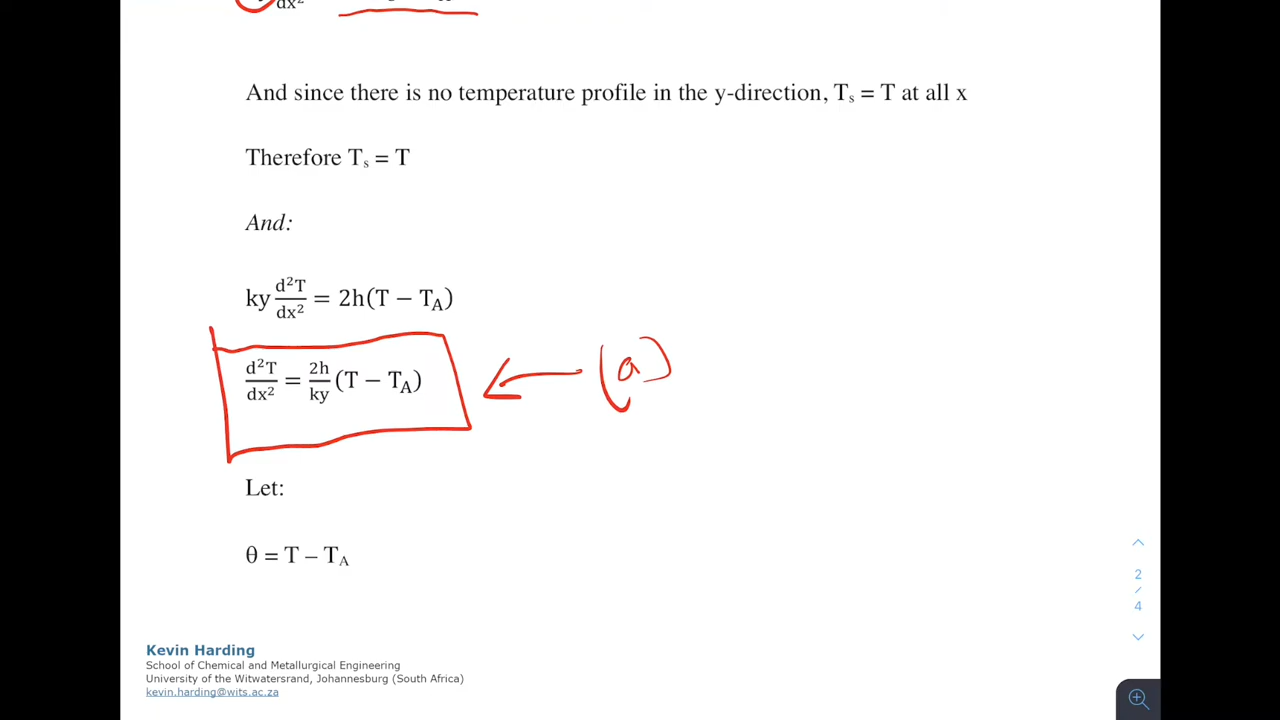 dx²
And since there is no temperature profile in the y-direction, Tₛ = T at all x
Therefore Tₛ = T
And:
ky d²T/dx² = 2h(T − T_A)
d²T/dx² = 2h/ky (T − T_A)
(a)
Let:
θ = T – T_A
2
/
4
Kevin Harding
School of Chemical and Metallurgical Engineering
University of the Witwatersrand, Johannesburg (South Africa)
kevin.harding@wits.ac.za